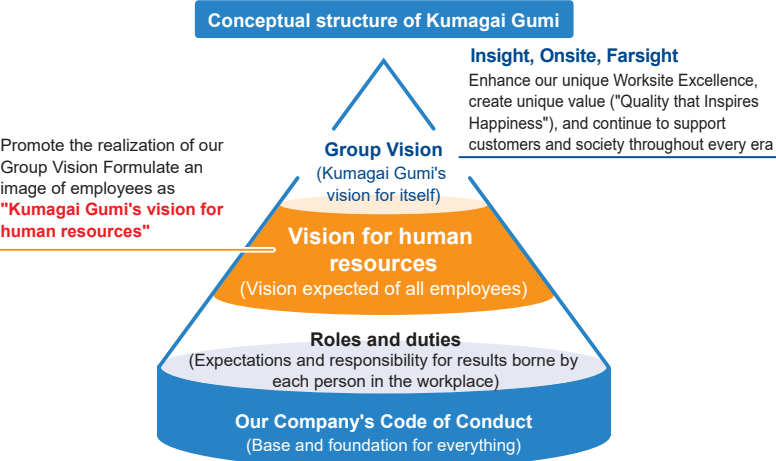 Conceptual structure of Kumagai Gumi
Insight, Onsite, Farsight
Enhance our unique Worksite Excellence,
create unique value ("Quality that Inspires
Happiness"), and continue to support
customers and society throughout every era
Group Vision
(Kumagai Gumi's
vision for itself)
Promote the realization of our
Group Vision Formulate an
image of employees as
"Kumagai Gumi's vision for
human resources"
Vision for human
resources
(Vision expected of all employees)
Roles and duties
(Expectations and responsibility for results borne by
each person in the workplace)
Our Company's Code of Conduct
(Base and foundation for everything)